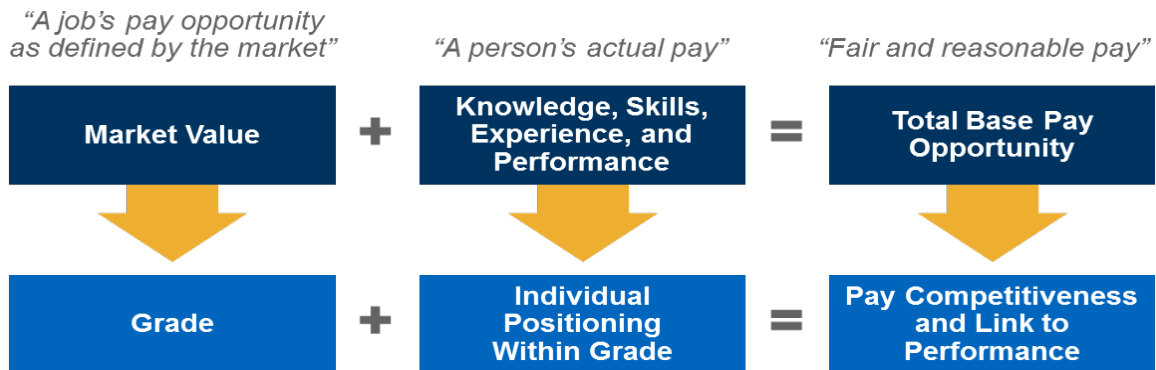 “A job’s pay opportunity
as defined by the market”
“A person’s actual pay”
“Fair and reasonable pay”
Market Value
+
Knowledge, Skills,
Experience, and
Performance
=
Total Base Pay
Opportunity
Grade
+
Individual
Positioning
Within Grade
=
Pay Competitiveness
and Link to
Performance